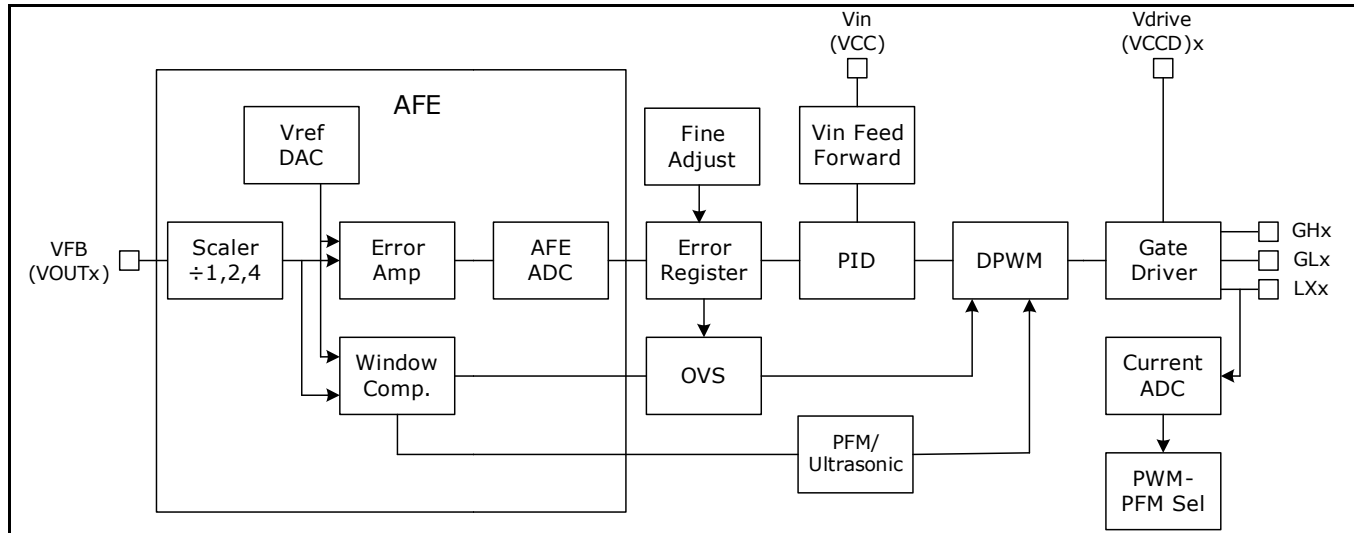 Vin
(VCC)
Vdrive
(VCCD)x
AFE
Vref
DAC
Fine
Adjust
Vin Feed
Forward
VFB
(VOUTx)
Scaler
÷1,2,4
Error
Amp
AFE
ADC
Error
Register
PID
DPWM
Gate
Driver
GHx
GLx
LXx
Window
Comp.
OVS
Current
ADC
PFM/
Ultrasonic
PWM-
PFM Sel